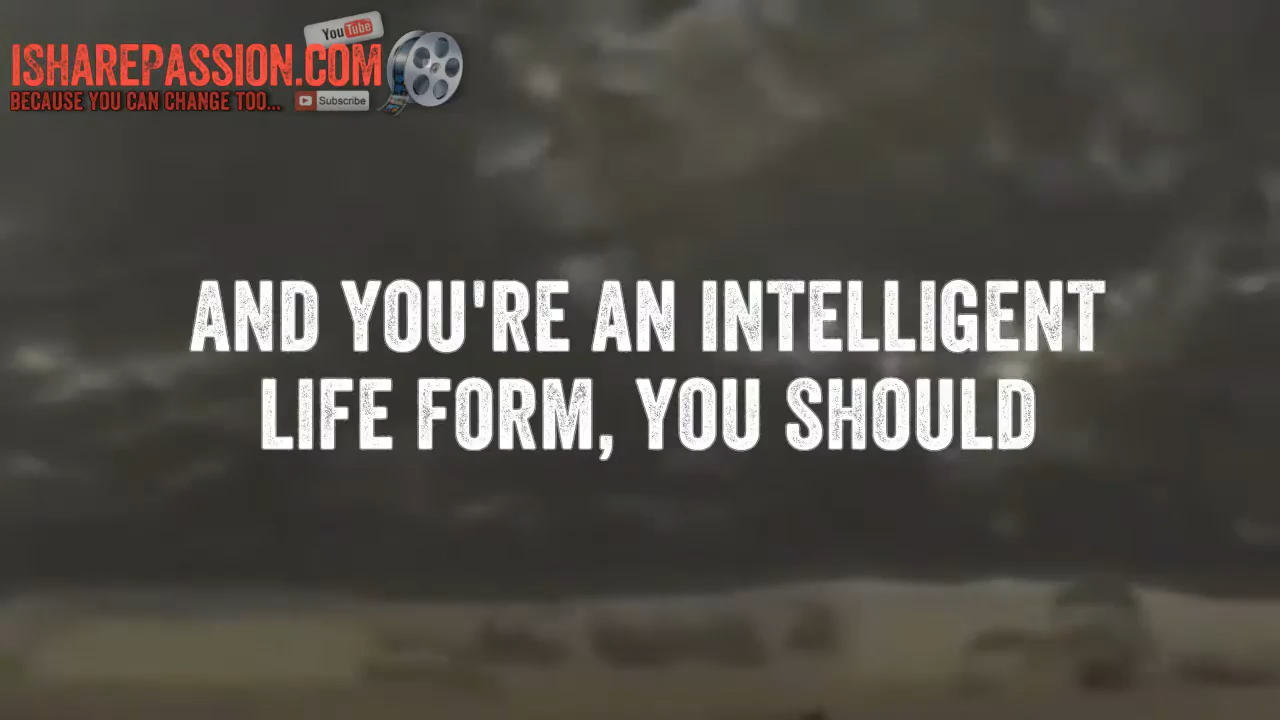 YouTube
ISHAREPASSION.COM
BECAUSE YOU CAN CHANGE TOO...
Subscribe
AND YOU'RE AN INTELLIGENT
LIFE FORM, YOU SHOULD